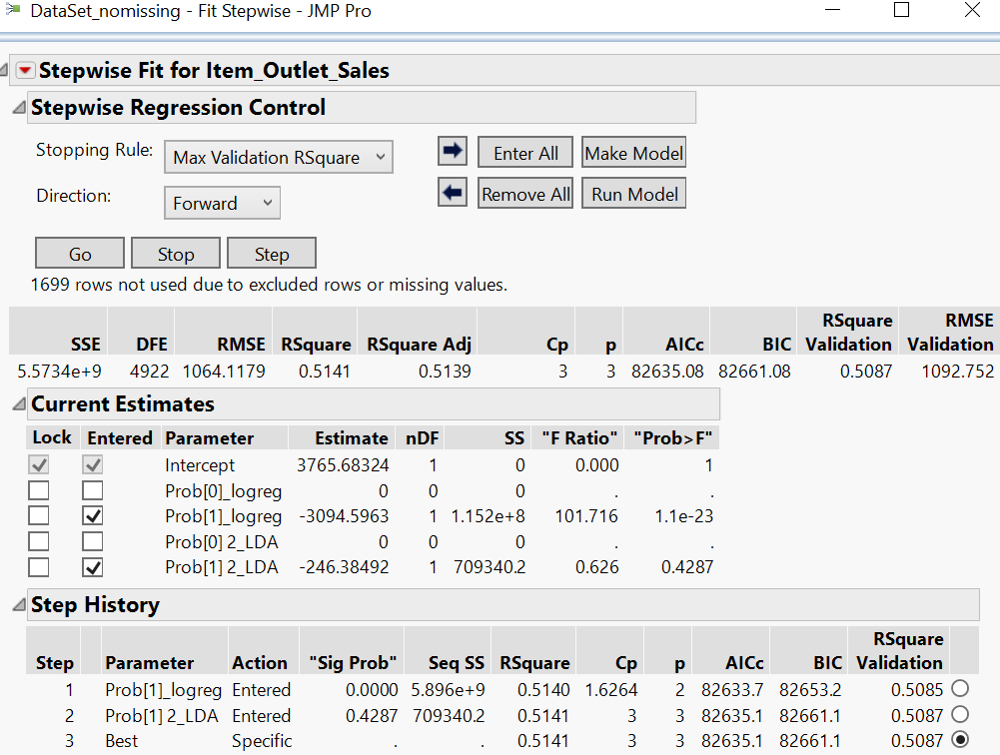 DataSet_nomissing - Fit Stepwise - JMP Pro
Stepwise Fit for Item_Outlet_Sales
Stepwise Regression Control
Stopping Rule: Max Validation RSquare Enter All Make Model
Direction: Forward Remove All Run Model
Go Stop Step
1699 rows not used due to excluded rows or missing values.
RSquare RMSE
SSE DFE RMSE RSquare RSquare Adj Cp p AICc BIC Validation Validation
5.5734e+9 4922 1064.1179 0.5141 0.5139 3 3 82635.08 82661.08 0.5087 1092.752
Current Estimates
Lock Entered Parameter Estimate nDF SS "F Ratio" "Prob>F"
Intercept 3765.68324 1 0 0.000 1
Prob[0]_logreg 0 0 0 . .
Prob[1]_logreg -3094.5963 1 1.152e+8 101.716 1.1e-23
Prob[0] 2_LDA 0 0 0 . .
Prob[1] 2_LDA -246.38492 1 709340.2 0.626 0.4287
Step History
RSquare
Step Parameter Action "Sig Prob" Seq SS RSquare Cp p AICc BIC Validation
1 Prob[1]_logreg Entered 0.0000 5.896e+9 0.5140 1.6264 2 82633.7 82653.2 0.5085
2 Prob[1] 2_LDA Entered 0.4287 709340.2 0.5141 3 3 82635.1 82661.1 0.5087
3 Best Specific . . 0.5141 3 3 82635.1 82661.1 0.5087